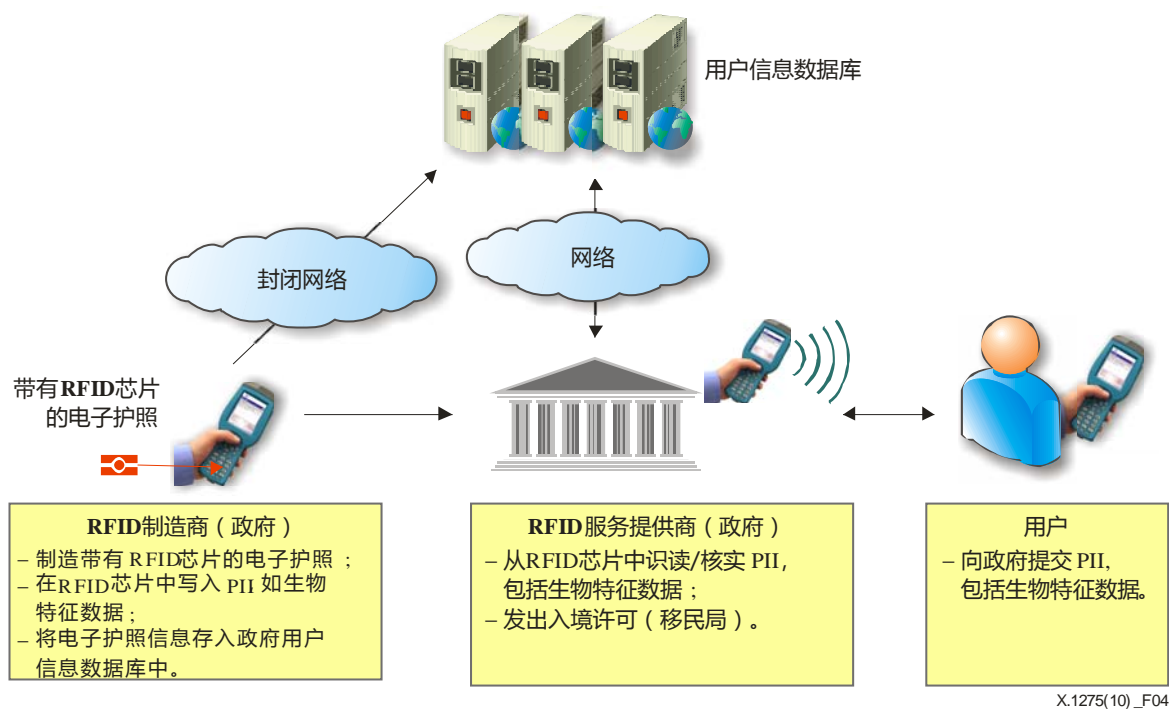 用户信息数据库
封闭网络
网络
带有RFID芯片
的电子护照
RFID制造商（政府）
– 制造带有 RFID芯片的电子护照；
– 在RFID芯片中写入 PII 如生物
特征数据；
– 将电子护照信息存入政府用户
信息数据库中。
RFID服务提供商（政府）
– 从RFID芯片中识读/核实 PII，
包括生物特征数据；
– 发出入境许可（移民局）。
用户
– 向政府提交 PII，
包括生物特征数据。
X.1275(10)_F04